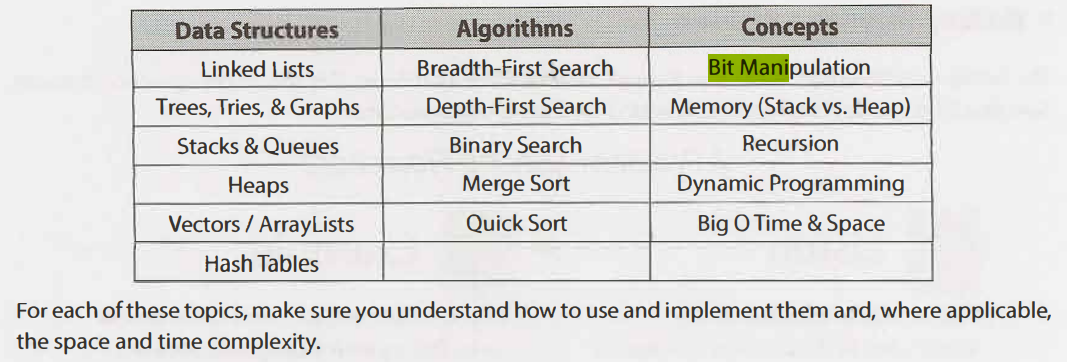 Data Structures Algorithms Concepts
Linked Lists Breadth-First Search Bit Manipulation
Trees, Tries, & Graphs Depth-First Search Memory (Stack vs. Heap)
Stacks & Queues Binary Search Recursion
Heaps Merge Sort Dynamic Programming
Vectors / ArrayLists Quick Sort Big O Time & Space
Hash Tables
For each of these topics, make sure you understand how to use and implement them and, where applicable,
the space and time complexity.